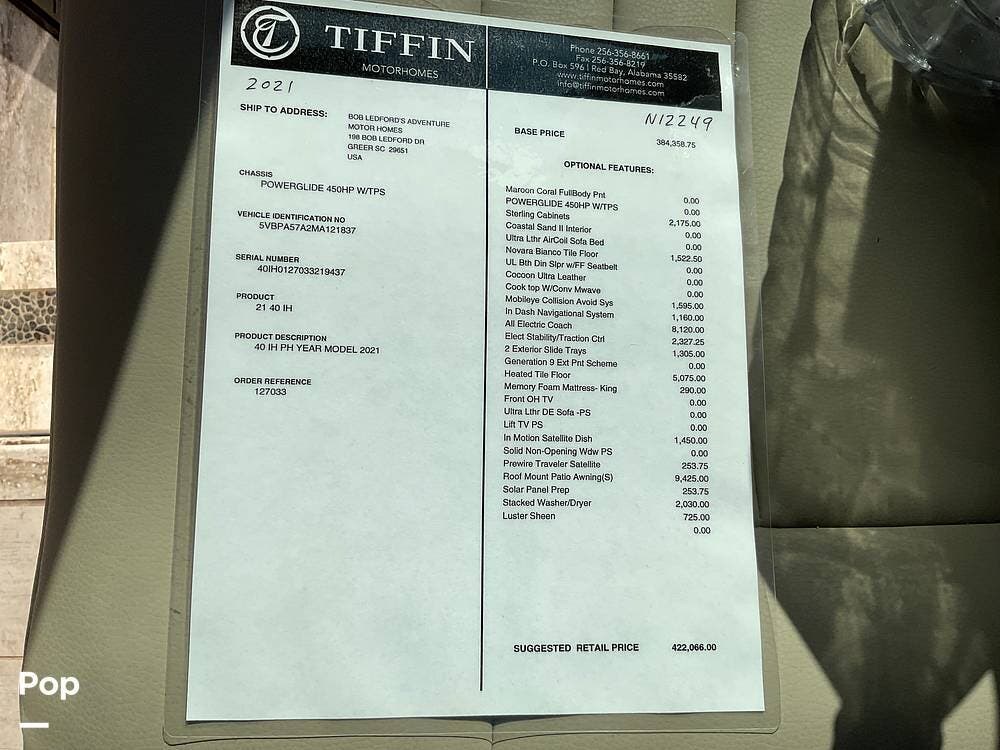 TIFFIN
MOTORHOMES
Phone 256-356-8661
Fax 256-356-8219
P.O. Box 596 | Red Bay, Alabama 35582
www.tiffinmotorhomes.com
info@tiffinmotorhomes.com
2021
SHIP TO ADDRESS:
BOB LEDFORD'S ADVENTURE
MOTOR HOMES
198 BOB LEDFORD DR
GREER SC 29651
USA
CHASSIS
POWERGLIDE 450HP W/TPS
VEHICLE IDENTIFICATION NO
5VBPA57A2MA121837
SERIAL NUMBER
40IH0127033219437
PRODUCT
21 40 IH
PRODUCT DESCRIPTION
40 IH PH YEAR MODEL 2021
ORDER REFERENCE
127033
N12249
BASE PRICE 384,358.75
OPTIONAL FEATURES:
Maroon Coral FullBody Pnt 0.00
POWERGLIDE 450HP W/TPS 0.00
Sterling Cabinets 2,175.00
Coastal Sand II Interior 0.00
Ultra Lthr AirCoil Sofa Bed 0.00
Novara Bianco Tile Floor 1,522.50
UL Bth Din Slpr w/FF Seatbelt 0.00
Cocoon Ultra Leather 0.00
Cook top W/Conv Mwave 0.00
Mobileye Collision Avoid Sys 1,595.00
In Dash Navigational System 1,160.00
All Electric Coach 8,120.00
Elect Stability/Traction Ctrl 2,327.25
2 Exterior Slide Trays 1,305.00
Generation 9 Ext Pnt Scheme 0.00
Heated Tile Floor 5,075.00
Memory Foam Mattress- King 290.00
Front OH TV 0.00
Ultra Lthr DE Sofa -PS 0.00
Lift TV PS 0.00
In Motion Satellite Dish 1,450.00
Solid Non-Opening Wdw PS 0.00
Prewire Traveler Satellite 253.75
Roof Mount Patio Awning(S) 9,425.00
Solar Panel Prep 253.75
Stacked Washer/Dryer 2,030.00
Luster Sheen 725.00
0.00
SUGGESTED RETAIL PRICE 422,066.00
Pop